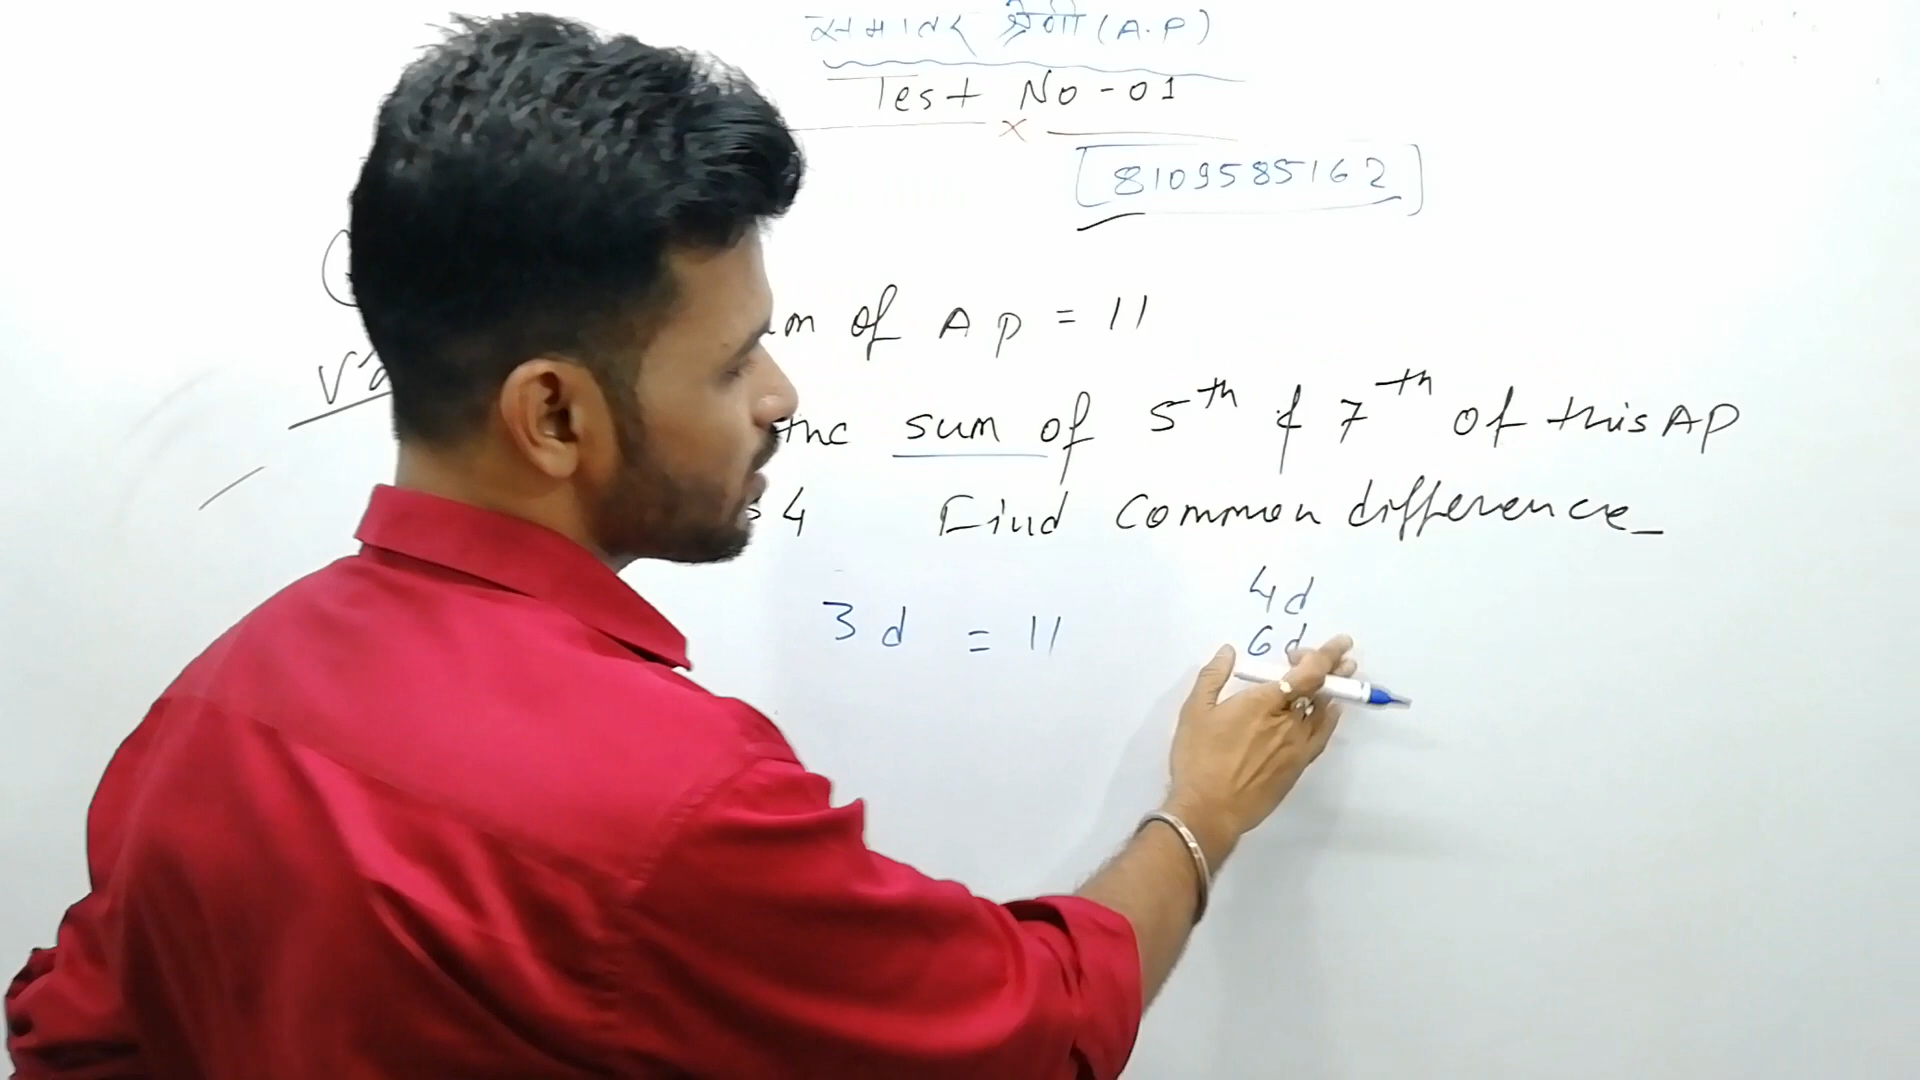 समान्तर श्रेणी (A.P)
Test No-01
×
8109585162
of A P = 11
the sum of 5th & 7th of this AP
4 Find Common difference_
3d = 11
4d
6d